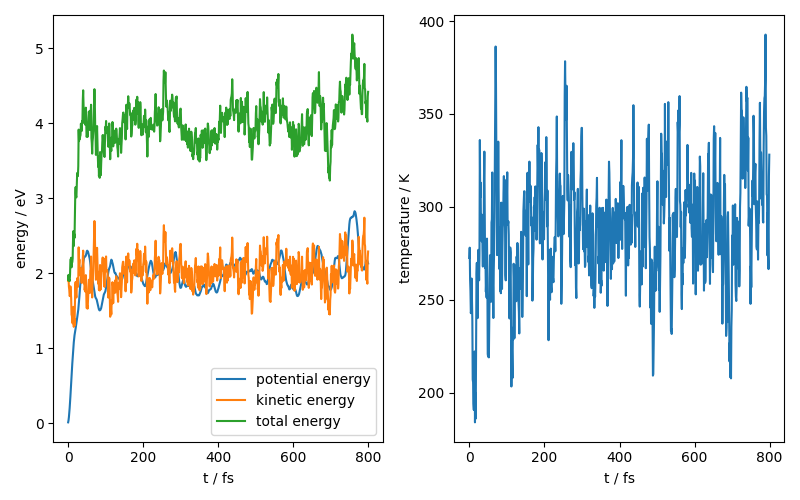 energy / eV
5
4
3
2
1
0
0 200 400 600 800
t / fs
potential energy
kinetic energy
total energy
temperature / K
400
350
300
250
200
0 200 400 600 800
t / fs